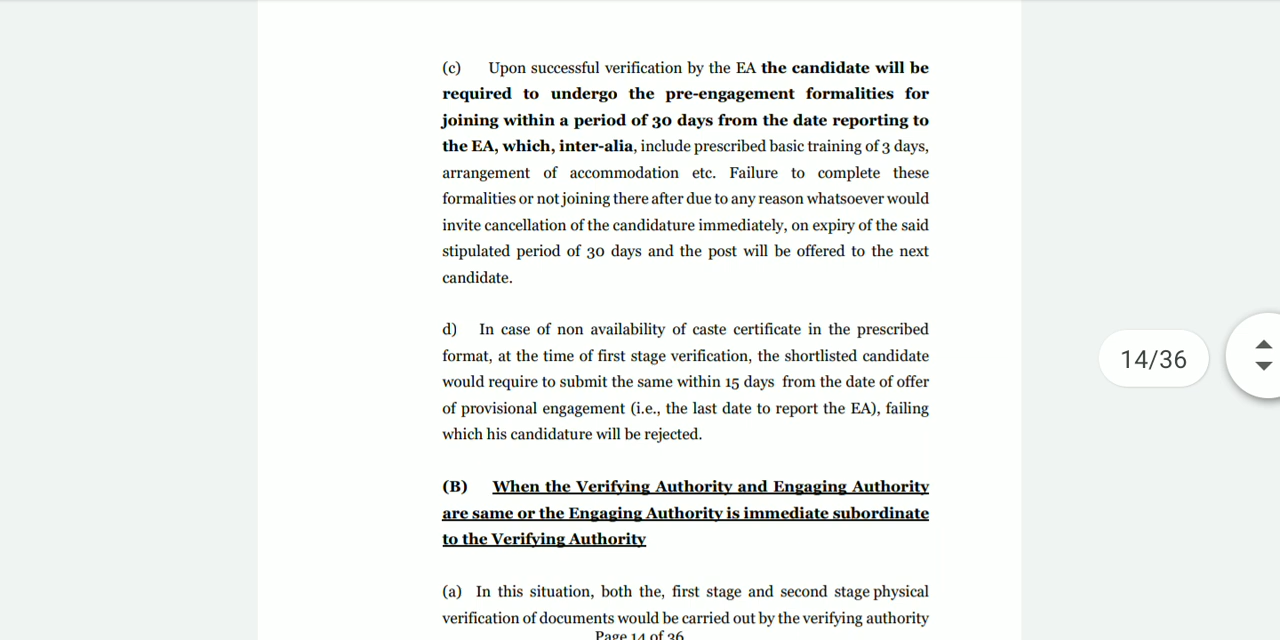 (c) Upon successful verification by the EA the candidate will be
required to undergo the pre-engagement formalities for
joining within a period of 30 days from the date reporting to
the EA, which, inter-alia, include prescribed basic training of 3 days,
arrangement of accommodation etc. Failure to complete these
formalities or not joining there after due to any reason whatsoever would
invite cancellation of the candidature immediately, on expiry of the said
stipulated period of 30 days and the post will be offered to the next
candidate.
d) In case of non availability of caste certificate in the prescribed
format, at the time of first stage verification, the shortlisted candidate
would require to submit the same within 15 days from the date of offer
of provisional engagement (i.e., the last date to report the EA), failing
which his candidature will be rejected.
(B) When the Verifying Authority and Engaging Authority
are same or the Engaging Authority is immediate subordinate
to the Verifying Authority
(a) In this situation, both the, first stage and second stage physical
verification of documents would be carried out by the verifying authority
Page 14 of 36
14/36